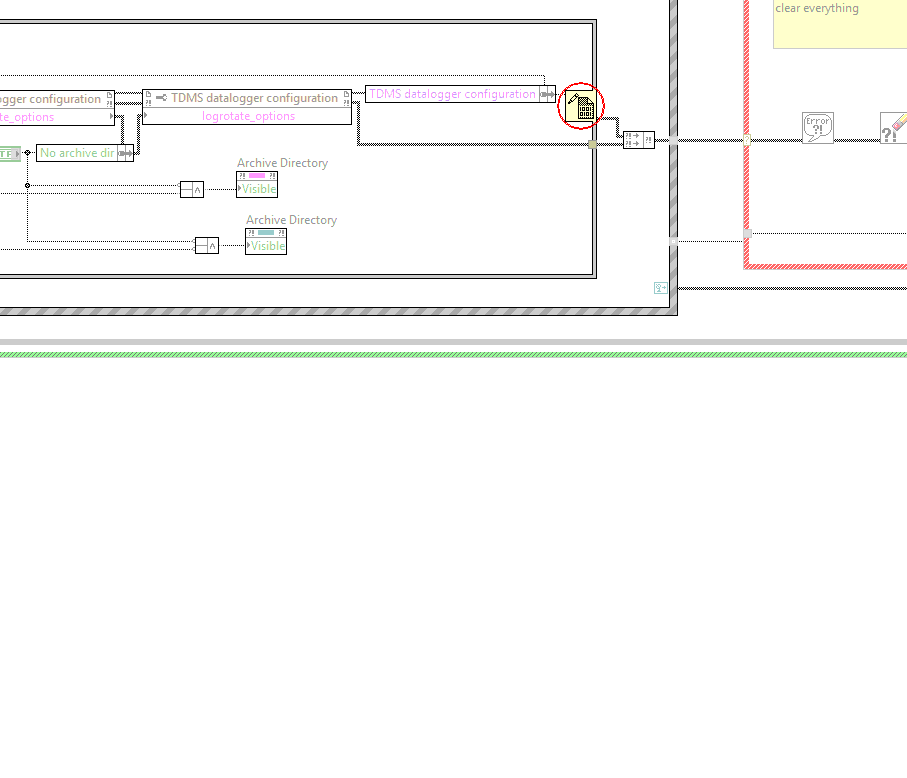 clear everything
ogger configuration
TDMS datalogger configuration
TDMS datalogger configuration
te_options
logrotate_options
TF
No archive dir
Error
?!
?!
Archive Directory
Visible
Archive Directory
Visible